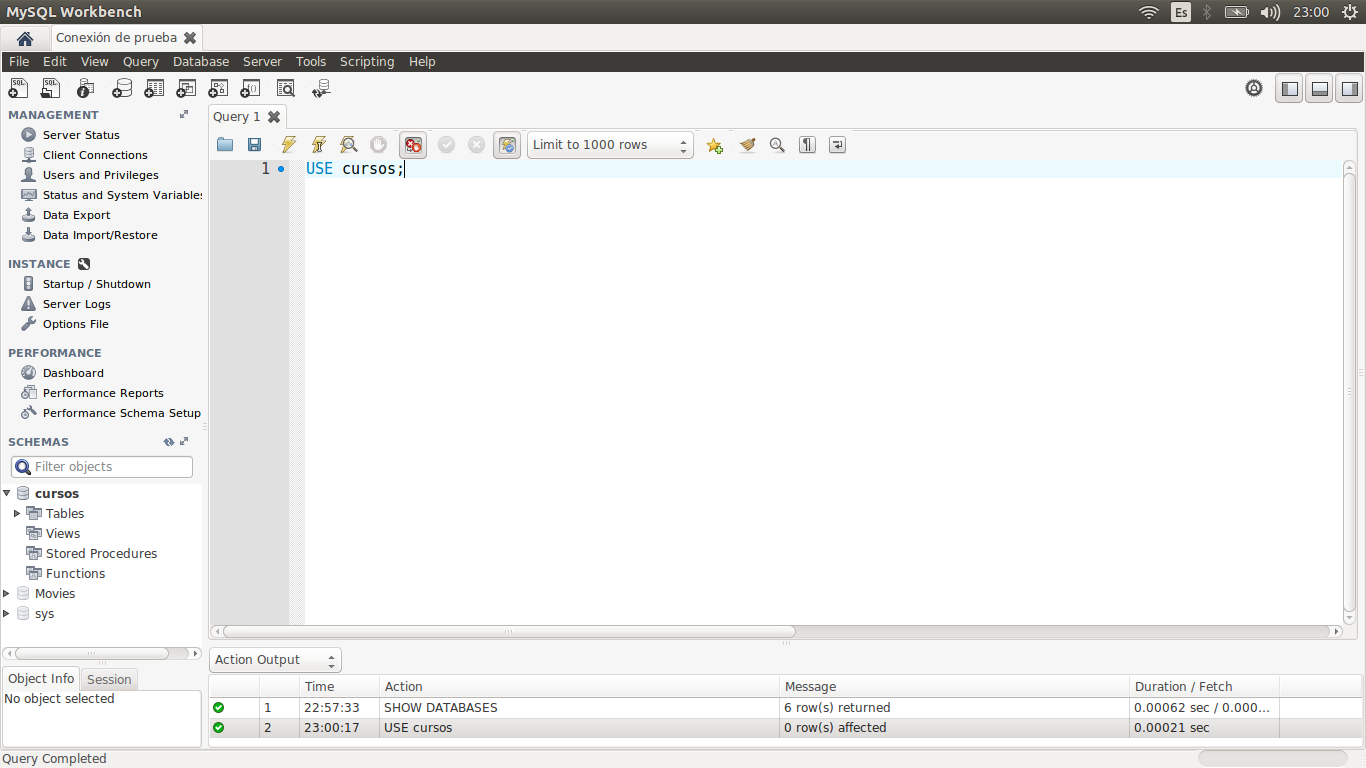 MySQL Workbench
Es
23:00
Conexión de prueba
File Edit View Query Database Server Tools Scripting Help
MANAGEMENT
Server Status
Client Connections
Users and Privileges
Status and System Variables
Data Export
Data Import/Restore
INSTANCE
Startup / Shutdown
Server Logs
Options File
PERFORMANCE
Dashboard
Performance Reports
Performance Schema Setup
SCHEMAS
Filter objects
cursos
Tables
Views
Stored Procedures
Functions
Movies
sys
Object Info Session
No object selected
Query 1
Limit to 1000 rows
1 USE cursos;
Action Output
Time Action Message Duration / Fetch
1 22:57:33 SHOW DATABASES 6 row(s) returned 0.00062 sec / 0.000...
2 23:00:17 USE cursos 0 row(s) affected 0.00021 sec
Query Completed